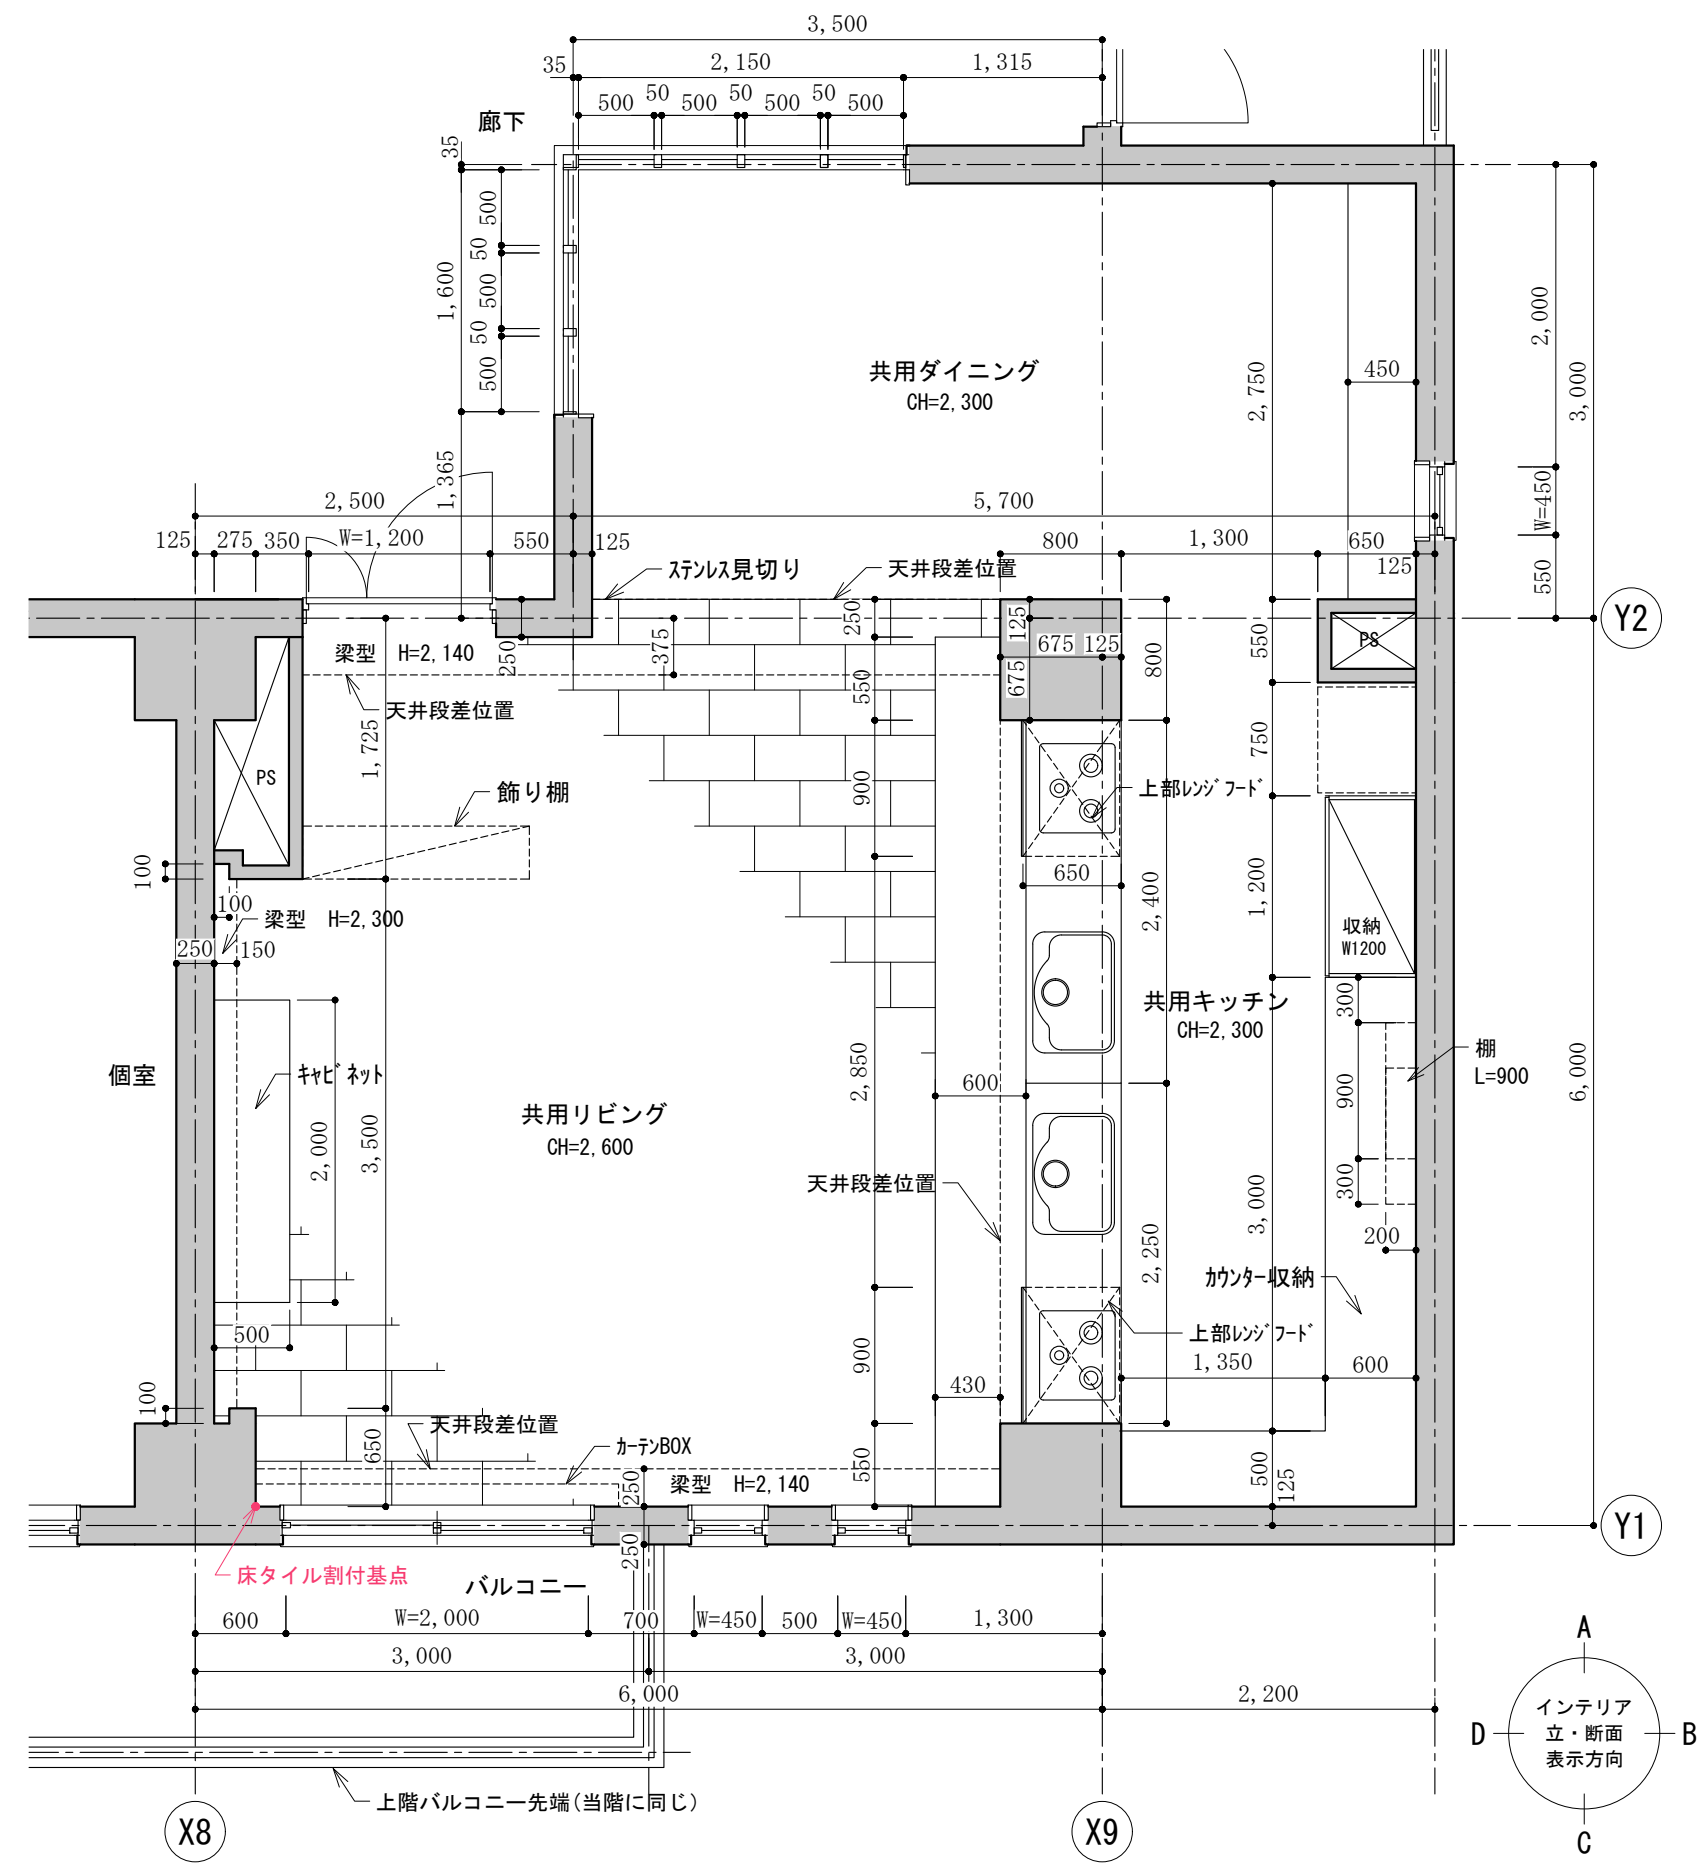 3,500
35
2,150
1,315
500
50
500
50
500
50
500
廊下
35
500
50
1,600
500
50
500
1,365
共用ダイニング
CH=2,300
2,750
450
2,000
3,000
W=450
550
2,500
5,700
125
275
350
W=1,200
550
125
800
1,300
650
125
ｽﾃﾝﾚｽ見切り
天井段差位置
250
125
675
125
675
800
550
PS
Y2
梁型 H=2,140
250
375
550
天井段差位置
1,725
PS
飾り棚
900
上部ﾚﾝｼﾞﾌｰﾄﾞ
750
100
650
2,400
1,200
100
梁型 H=2,300
250
150
収納
W1200
共用キッチン
CH=2,300
300
個室
ｷｬﾋﾞﾈｯﾄ
2,850
600
900
棚
L=900
6,000
共用リビング
CH=2,600
2,000
3,500
天井段差位置
300
3,000
200
2,250
ｶｳﾝﾀｰ収納
500
900
上部ﾚﾝｼﾞﾌｰﾄﾞ
1,350
600
430
100
天井段差位置
650
ｶｰﾃﾝBOX
250
梁型 H=2,140
550
500
125
Y1
250
床タイル割付基点
バルコニー
600
W=2,000
700
W=450
500
W=450
1,300
3,000
3,000
6,000
2,200
A
インテリア
D
立・断面
B
表示方向
C
上階バルコニー先端(当階に同じ)
X8
X9